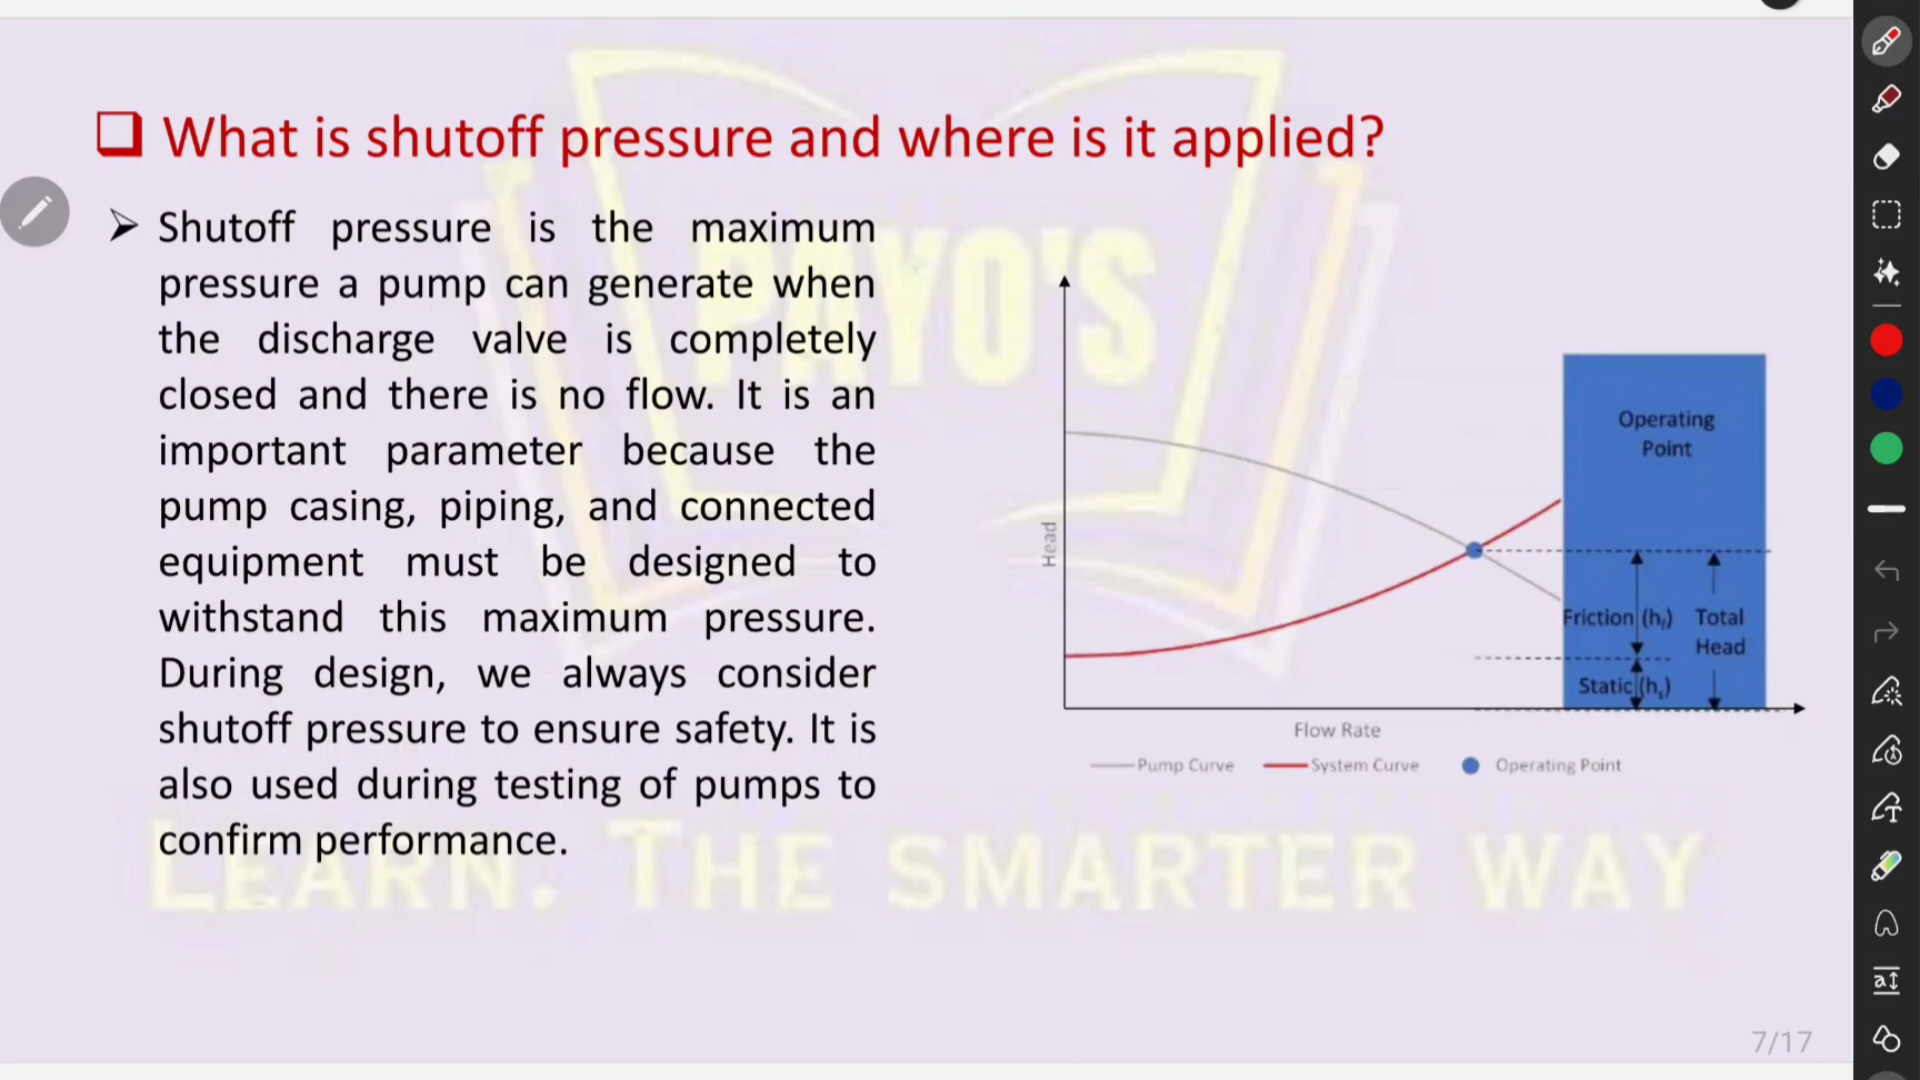 What is shutoff pressure and where is it applied?
Shutoff pressure is the maximum
pressure a pump can generate when
the discharge valve is completely
closed and there is no flow. It is an
important parameter because the
pump casing, piping, and connected
equipment must be designed to
withstand this maximum pressure.
During design, we always consider
shutoff pressure to ensure safety. It is
also used during testing of pumps to
confirm performance.
PAYO'S
LEARN. THE SMARTER WAY
Operating
Point
Head
Friction (hf)
Total
Head
Static (hs)
Flow Rate
Pump Curve
System Curve
Operating Point
7/17